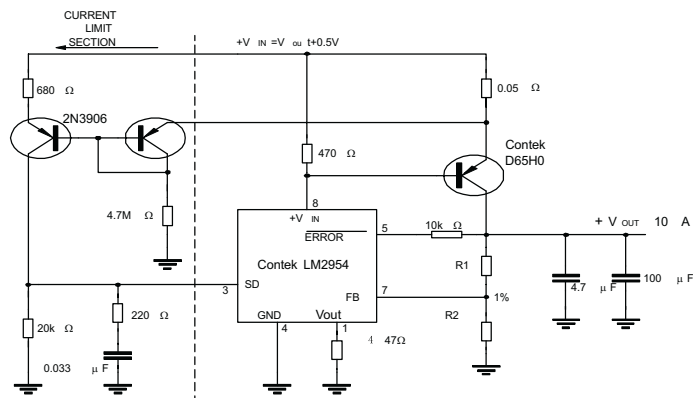 CURRENT
LIMIT
SECTION
+V IN =V ou t+0.5V
680 Ω
0.05 Ω
2N3906
Contek
D65H0
470 Ω
4.7M Ω
8
+V IN
ERROR
5
10k Ω
+ V OUT 10 A
Contek LM2954
R1
3
SD
FB
7
1%
4.7 μ F
100 μ F
220 Ω
GND
Vout
R2
20k Ω
4
1
4 47Ω
0.033 μ F